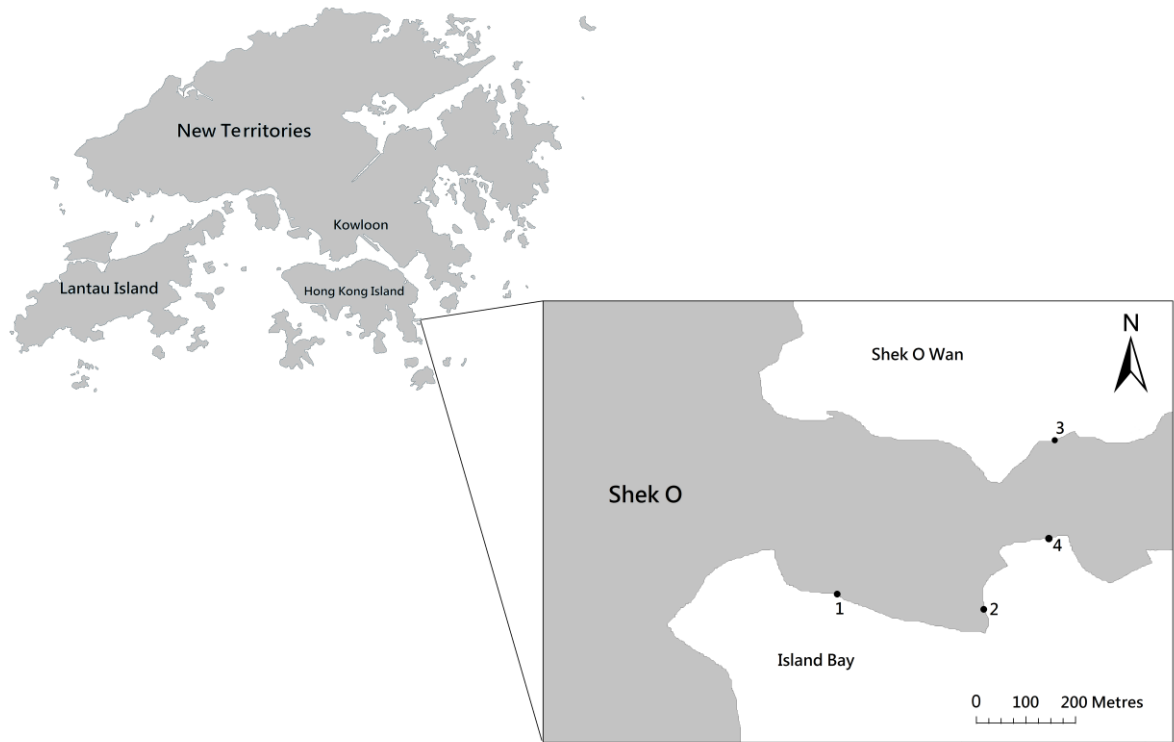 New Territories
Kowloon
Lantau Island
Hong Kong Island
N
Shek O Wan
3
Shek O
4
1
2
Island Bay
0 100 200 Metres